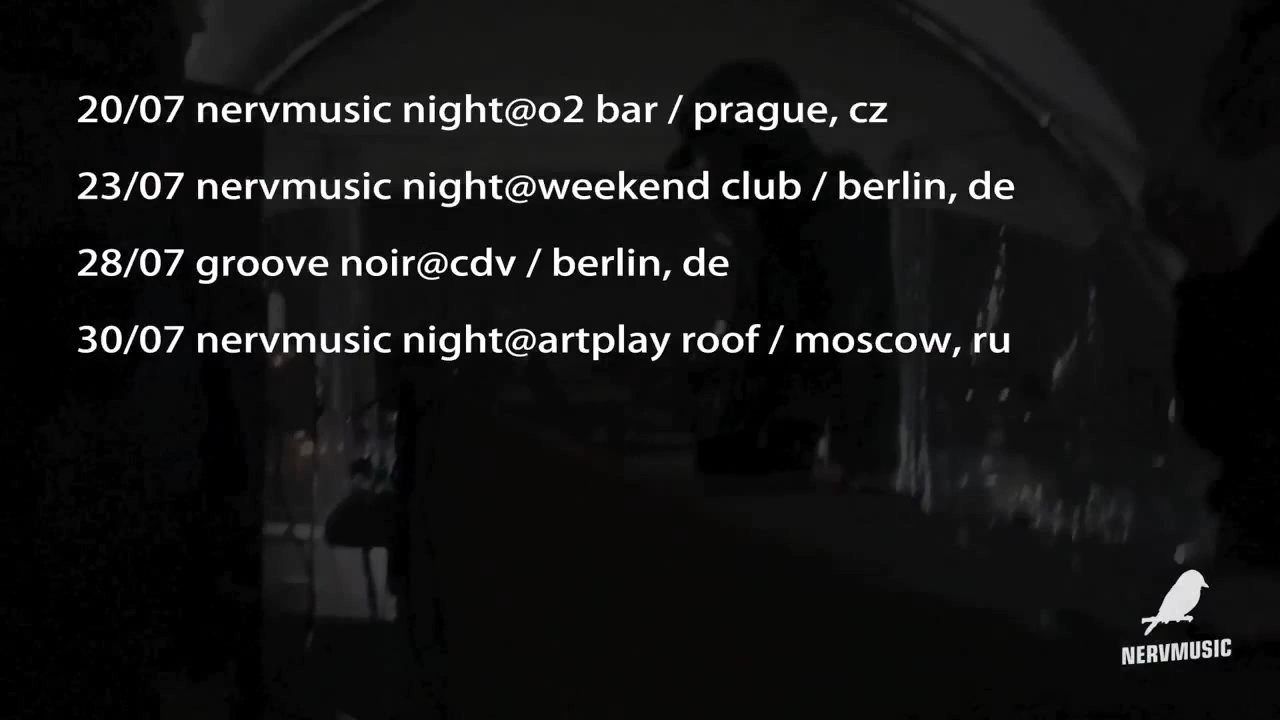 20/07 nervmusic night@o2 bar / prague, cz
23/07 nervmusic night@weekend club / berlin, de
28/07 groove noir@cdv / berlin, de
30/07 nervmusic night@artplay roof / moscow, ru
NERVMUSIC